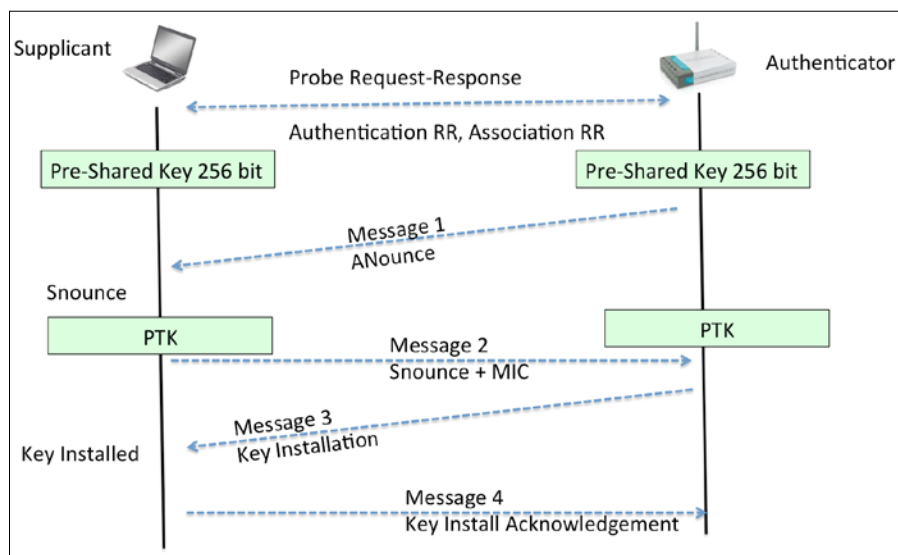 Supplicant
Authenticator
Probe Request-Response
Authentication RR, Association RR
Pre-Shared Key 256 bit
Pre-Shared Key 256 bit
Message 1
ANounce
Snounce
PTK
PTK
Message 2
Snounce + MIC
Message 3
Key Installation
Key Installed
Message 4
Key Install Acknowledgement